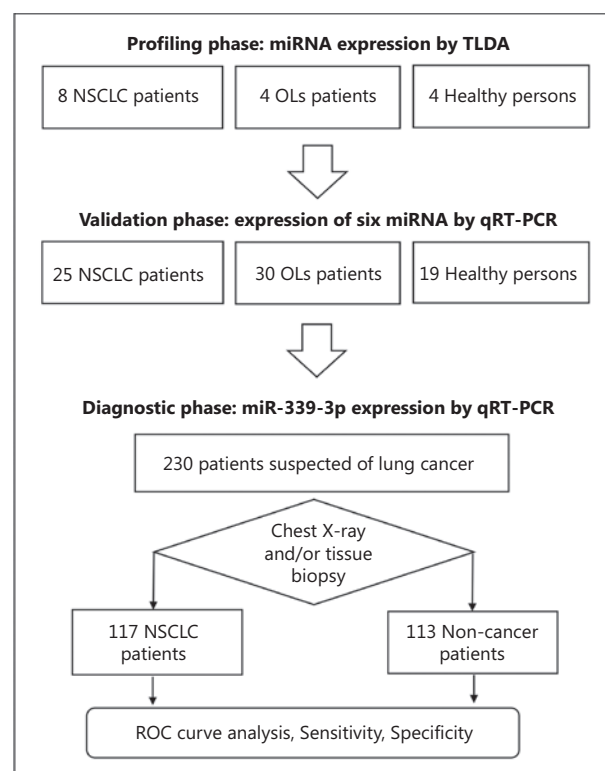 Profiling phase: miRNA expression by TLDA
8 NSCLC patients
4 OLs patients
4 Healthy persons
Validation phase: expression of six miRNA by qRT-PCR
25 NSCLC patients
30 OLs patients
19 Healthy persons
Diagnostic phase: miR-339-3p expression by qRT-PCR
230 patients suspected of lung cancer
Chest X-ray
and/or tissue
biopsy
117 NSCLC
patients
113 Non-cancer
patients
ROC curve analysis, Sensitivity, Specificity